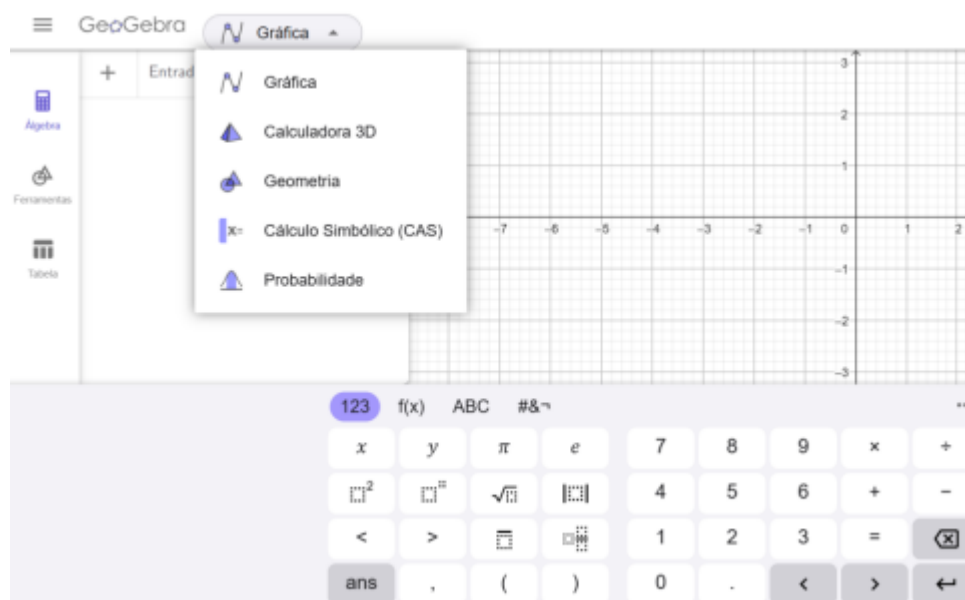 GeoGebra Gráfica
+ Entrad
Gráfica
Calculadora 3D
Geometria
x= Cálculo Simbólico (CAS)
Probabilidade
Álgebra
Ferramentas
Tabela
3
2
1
-7 -6 -5 -4 -3 -2 -1 0 1 2
-1
-2
-3
123 f(x) ABC #&¬
x y π e 7 8 9 × ÷
2 √ 4 5 6 + −
< > 1 2 3 =
ans , ( ) 0 .